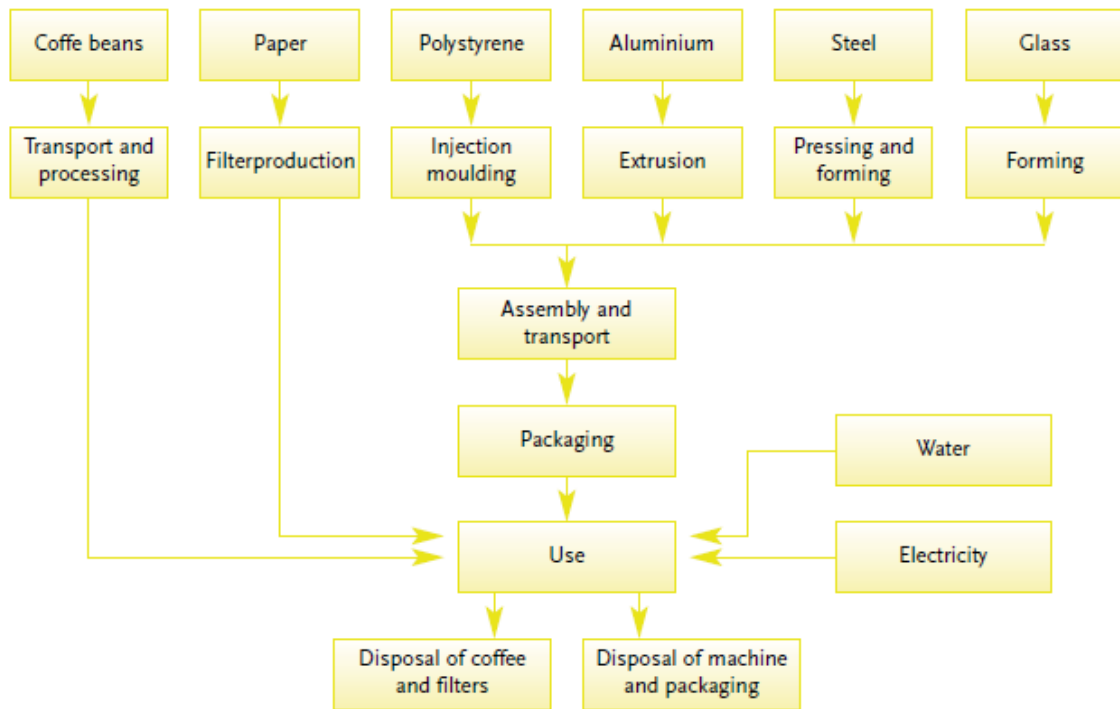 Coffe beans
Paper
Polystyrene
Aluminium
Steel
Glass
Transport and
processing
Filterproduction
Injection
moulding
Extrusion
Pressing and
forming
Forming
Assembly and
transport
Packaging
Water
Use
Electricity
Disposal of coffee
and filters
Disposal of machine
and packaging